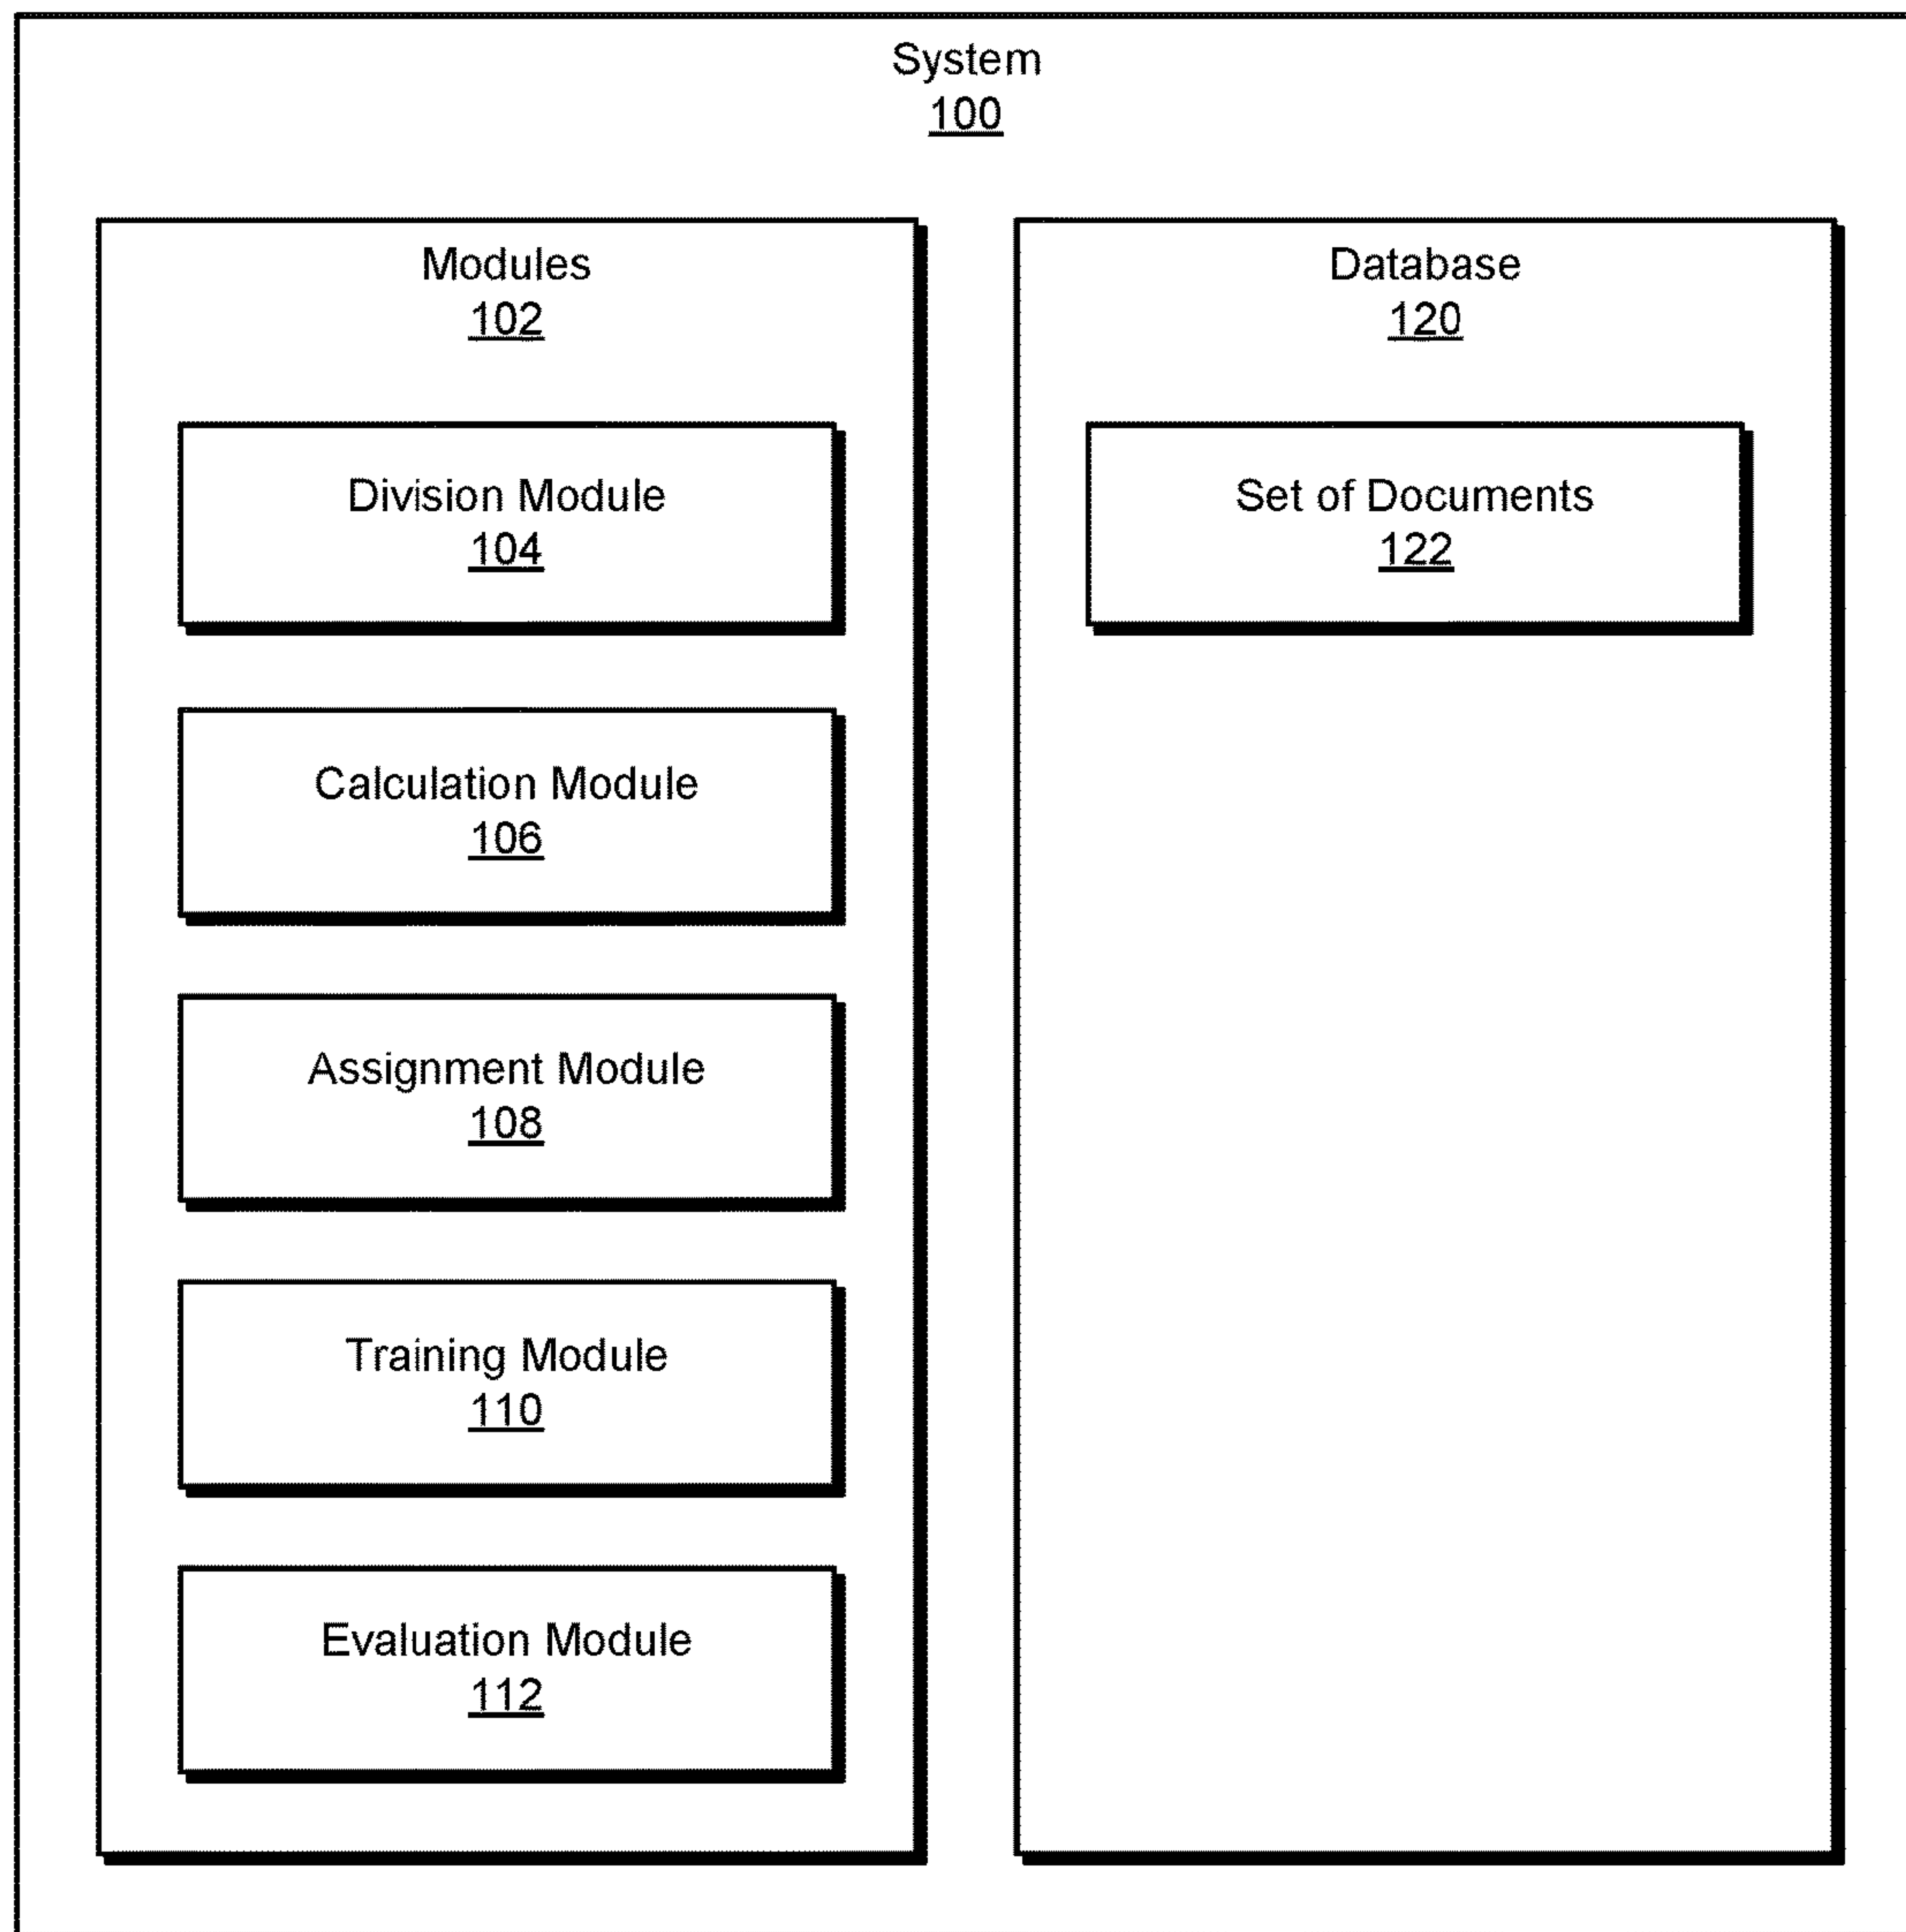 System
100
Modules
102
Division Module
104
Calculation Module
106
Assignment Module
108
Training Module
110
Evaluation Module
112
Database
120
Set of Documents
122